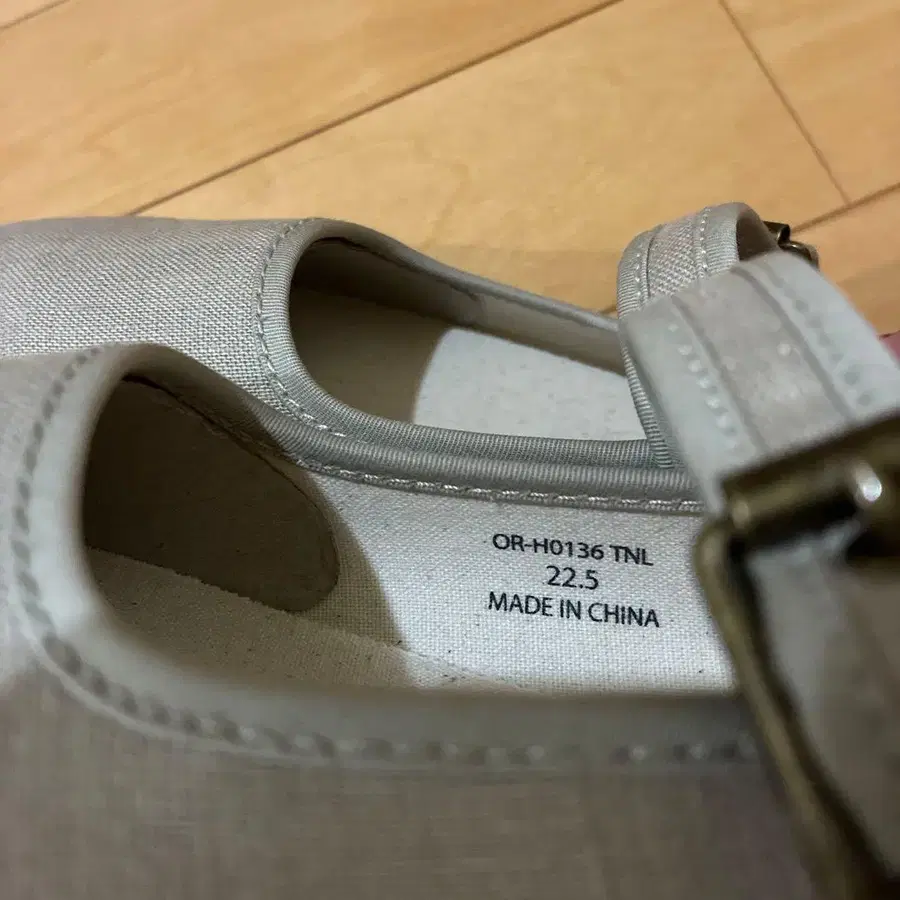 OR-H0136 TNL
22.5
MADE IN CHINA